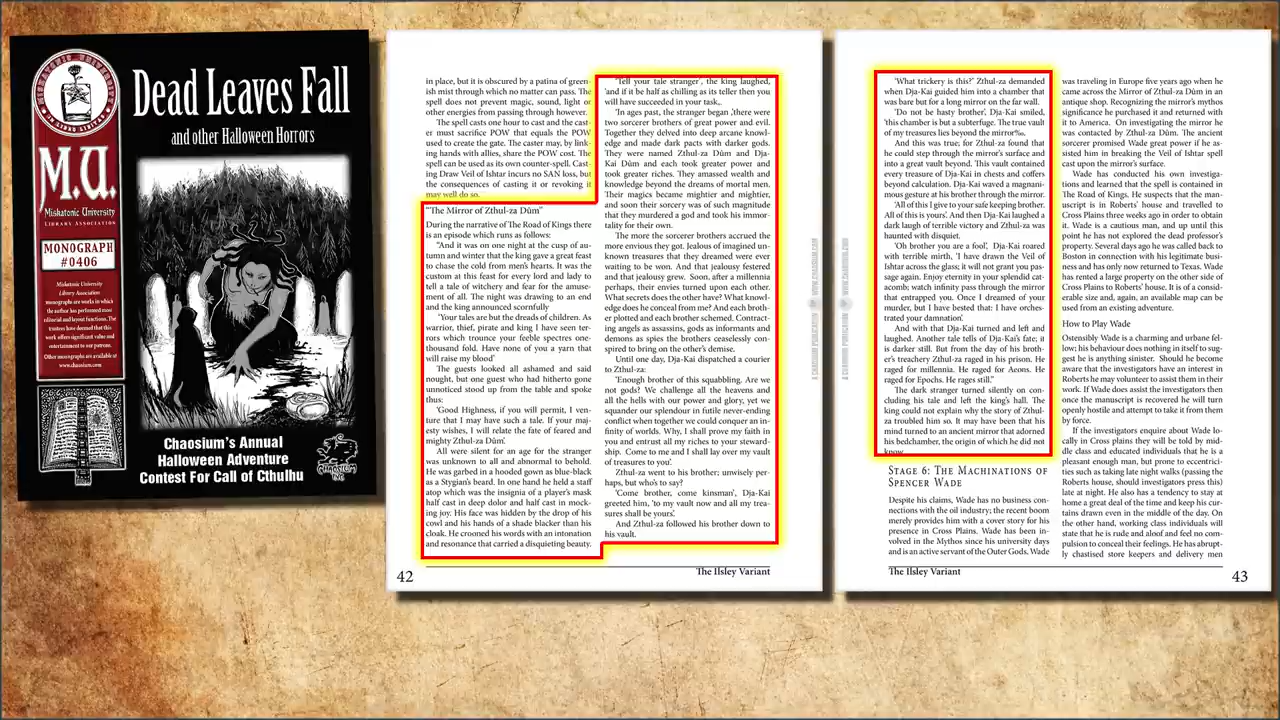 MISKATONIC UNIVERSITY
EX LIBRIS MISKATONICI
M.U.
Miskatonic University
LIBRARY ASSOCIATION
MONOGRAPH
#0406
Miskatonic University
Library Association
monographs are works in which
the author has performed most
editorial and layout functions. The
trustees have deemed that this
work offers significant value and
entertainment to our patrons.
Other monographs are available at
www.chaosium.com
Dead Leaves Fall
and other Halloween Horrors
Chaosium's Annual
Halloween Adventure
Contest For Call of Cthulhu
CHAOSIUM INC.
in place, but it is obscured by a patina of green-
ish mist through which no matter can pass. The
spell does not prevent magic, sound, light or
other energies from passing through however.
The spell costs one hour to cast and the cast-
er must sacrifice POW that equals the POW
used to create the gate. The caster may, by link-
ing hands with allies, share the POW cost. The
spell can be used as its own counter-spell. Cast-
ing Draw Veil of Ishtar incurs no SAN loss, but
the consequences of casting it or revoking it
may well do so.
"The Mirror of Zthul-za Dûm"
During the narrative of The Road of Kings there
is an episode which runs as follows:
"And it was on one night at the cusp of au-
tumn and winter that the king gave a great feast
to chase the cold from men's hearts. It was the
custom at this feast for every lord and lady to
tell a tale of witchery and fear for the amuse-
ment of all. The night was drawing to an end
and the king announced scornfully
'Your tales are but the dreads of children. As
warrior, thief, pirate and king I have seen ter-
rors which trounce your feeble spectres one-
thousand fold. Have none of you a yarn that
will raise my blood'
The guests looked all ashamed and said
nought, but one guest who had hitherto gone
unnoticed stood up from the table and spoke
thus:
'Good Highness, if you will permit, I ven-
ture that I may have such a tale. If your maj-
esty wishes, I will relate the fate of feared and
mighty Zthul-za Dûm'.
All were silent for an age for the stranger
was unknown to all and abnormal to behold.
He was garbed in a hooded gown as blue-black
as a Stygian's beard. In one hand he held a staff
atop which was the insignia of a player's mask
half cast in deep dolor and half cast in mock-
ing joy. His face was hidden by the drop of his
cowl and his hands of a shade blacker than his
cloak. He crooned his words with an intonation
and resonance that carried a disquieting beauty.
'Tell your tale stranger', the king laughed,
'and if it be half as chilling as its teller then you
will have succeeded in your task,.
'In ages past, the stranger began ,'there were
two sorcerer brothers of great power and evil.
Together they delved into deep arcane knowl-
edge and made dark pacts with darker gods.
They were named Zthul-za Dûm and Dja-
Kai Dûm and each took greater power and
took greater riches. They amassed wealth and
knowledge beyond the dreams of mortal men.
Their magics became mightier and mightier,
and soon their sorcery was of such magnitude
that they murdered a god and took his immor-
tality for their own.
The more the sorcerer brothers accrued the
more envious they got. Jealous of imagined un-
known treasures that they dreamed were ever
waiting to be won. And that jealousy festered
and that jealousy grew. Soon, after a millennia
perhaps, their envies turned upon each other.
What secrets does the other have? What knowl-
edge does he conceal from me? And each broth-
er plotted and each brother schemed. Contract-
ing angels as assassins, gods as informants and
demons as spies the brothers ceaselessly con-
spired to bring on the other's demise.
Until one day, Dja-Kai dispatched a courier
to Zthul-za:
'Enough brother of this squabbling. Are we
not gods? We challenge all the heavens and
all the hells with our power and glory, yet we
squander our splendour in futile never-ending
conflict when together we could conquer an in-
finity of worlds. Why, I shall prove my faith in
you and entrust all my riches to your steward-
ship. Come to me and I shall lay over my vault
of treasures to you'.
Zthul-za went to his brother; unwisely per-
haps, but who's to say?
'Come brother, come kinsman', Dja-Kai
greeted him, 'to my vault now and all my trea-
sures shall be yours'.
And Zthul-za followed his brother down to
his vault.
42
The Ilsley Variant
A CHAOSIUM PUBLICATION
WWW.CHAOSIUM.COM
A CHAOSIUM PUBLICATION
WWW.CHAOSIUM.COM
'What trickery is this?' Zthul-za demanded
when Dja-Kai guided him into a chamber that
was bare but for a long mirror on the far wall.
'Do not be hasty brother', Dja-Kai smiled,
'this chamber is but a subterfuge. The true vault
of my treasures lies beyond the mirror‰.
And this was true, for Zthul-za found that
he could step through the mirror's surface and
into a great vault beyond. This vault contained
every treasure of Dja-Kai in chests and coffers
beyond calculation. Dja-Kai waved a magnani-
mous gesture at his brother through the mirror.
'All of this I give to your safe keeping brother.
All of this is yours'. And then Dja-Kai laughed a
dark laugh of terrible victory and Zthul-za was
haunted with disquiet.
'Oh brother you are a fool', Dja-Kai roared
with terrible mirth, 'I have drawn the Veil of
Ishtar across the glass; it will not grant you pas-
sage again. Enjoy eternity in your splendid cat-
acomb; watch infinity pass through the mirror
that entrapped you. Once I dreamed of your
murder, but I have bested that: I have orches-
trated your damnation'.
And with that Dja-Kai turned and left and
laughed. Another tale tells of Dja-Kai's fate; it
is darker still. But from the day of his broth-
er's treachery Zthul-za raged in his prison. He
raged for millennia. He raged for Aeons. He
raged for Epochs. He rages still."
The dark stranger turned silently on con-
cluding his tale and left the king's hall. The
king could not explain why the story of Zthul-
za troubled him so. It may have been that his
mind turned to an ancient mirror that adorned
his bedchamber, the origin of which he did not
know.
STAGE 6: THE MACHINATIONS OF
SPENCER WADE
Despite his claims, Wade has no business con-
nections with the oil industry; the recent boom
merely provides him with a cover story for his
presence in Cross Plains. Wade has been in-
volved in the Mythos since his university days
and is an active servant of the Outer Gods. Wade
was traveling in Europe five years ago when he
came across the Mirror of Zthul-za Dûm in an
antique shop. Recognizing the mirror's mythos
significance he purchased it and returned with
it to America. On investigating the mirror he
was contacted by Zthul-za Dûm. The ancient
sorcerer promised Wade great power if he as-
sisted him in breaking the Veil of Ishtar spell
cast upon the mirror's surface.
Wade has conducted his own investiga-
tions and learned that the spell is contained in
The Road of Kings. He suspects that the man-
uscript is in Roberts' house and travelled to
Cross Plains three weeks ago in order to obtain
it. Wade is a cautious man, and up until this
point he has not explored the dead professor's
property. Several days ago he was called back to
Boston in connection with his legitimate busi-
ness and has only now returned to Texas. Wade
has rented a large property on the other side of
Cross Plains to Roberts' house. It is of a consid-
erable size and, again, an available map can be
used from an existing adventure.
How to Play Wade
Ostensibly Wade is a charming and urbane fel-
low; his behaviour does nothing in itself to sug-
gest he is anything sinister. Should he become
aware that the investigators have an interest in
Roberts he may volunteer to assist them in their
work. If Wade does assist the investigators then
once the manuscript is recovered he will turn
openly hostile and attempt to take it from them
by force.
If the investigators enquire about Wade lo-
cally in Cross plains they will be told by mid-
dle class and educated individuals that he is a
pleasant enough man, but prone to eccentrici-
ties such as taking late night walks (passing the
Roberts house, should investigators press this)
late at night. He also has a tendency to stay at
home a great deal of the time and keep his cur-
tains drawn even in the middle of the day. On
the other hand, working class individuals will
state that he is rude and aloof and feel no com-
pulsion to conceal their feelings. He has abrupt-
ly chastised store keepers and delivery men
The Ilsley Variant
43